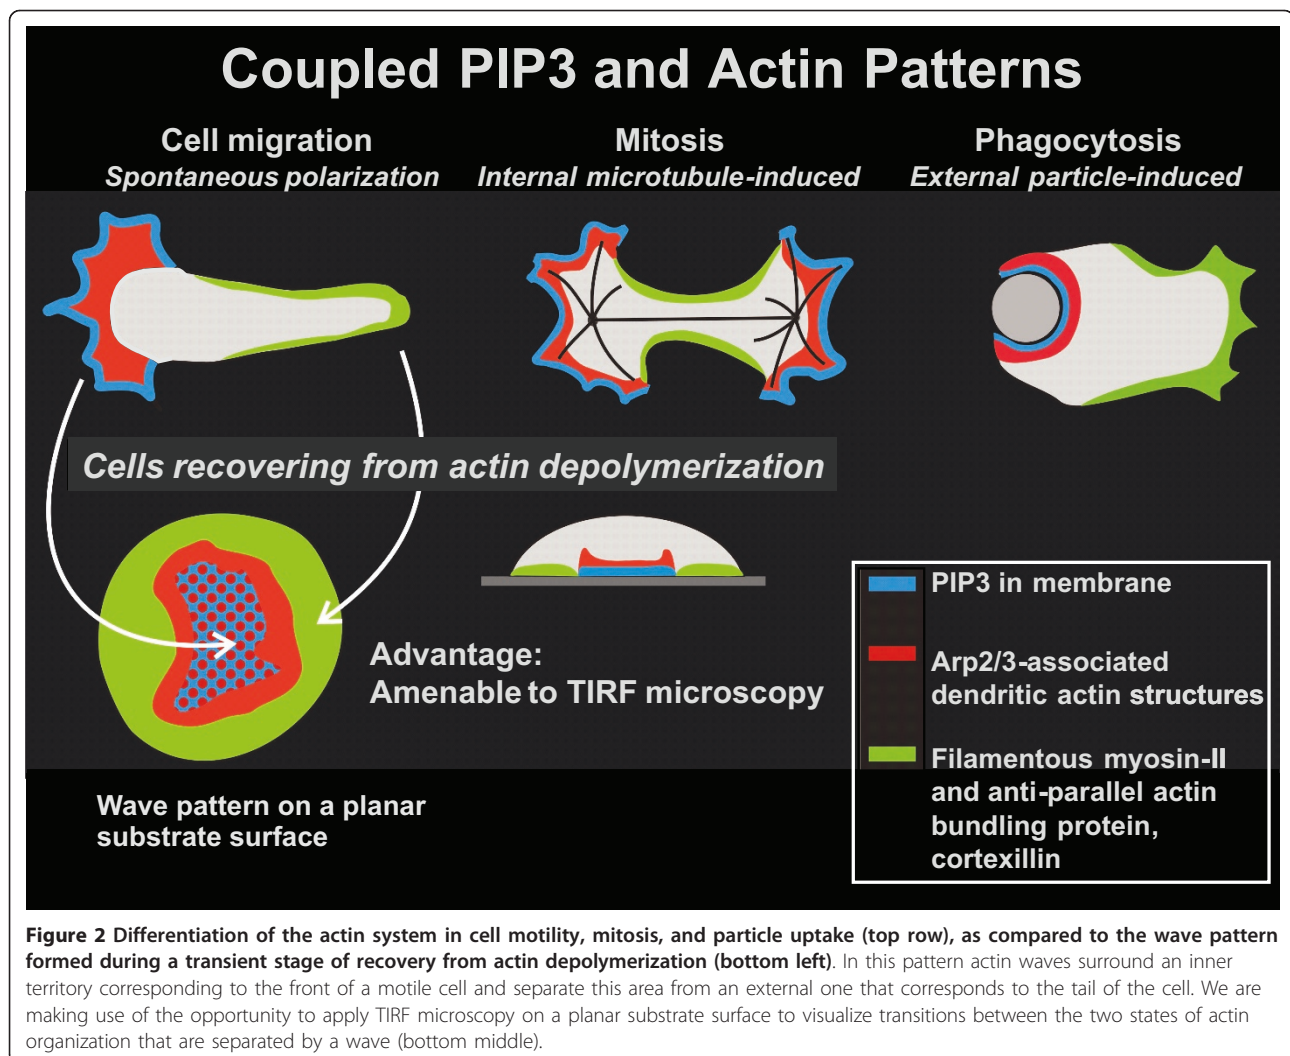 Coupled PIP3 and Actin Patterns
Cell migration
Spontaneous polarization
Mitosis
Internal microtubule-induced
Phagocytosis
External particle-induced
Cells recovering from actin depolymerization
Advantage:
Amenable to TIRF microscopy
Wave pattern on a planar
substrate surface
PIP3 in membrane
Arp2/3-associated
dendritic actin structures
Filamentous myosin-II
and anti-parallel actin
bundling protein,
cortexillin
Figure 2 Differentiation of the actin system in cell motility, mitosis, and particle uptake (top row), as compared to the wave pattern
formed during a transient stage of recovery from actin depolymerization (bottom left). In this pattern actin waves surround an inner
territory corresponding to the front of a motile cell and separate this area from an external one that corresponds to the tail of the cell. We are
making use of the opportunity to apply TIRF microscopy on a planar substrate surface to visualize transitions between the two states of actin
organization that are separated by a wave (bottom middle).